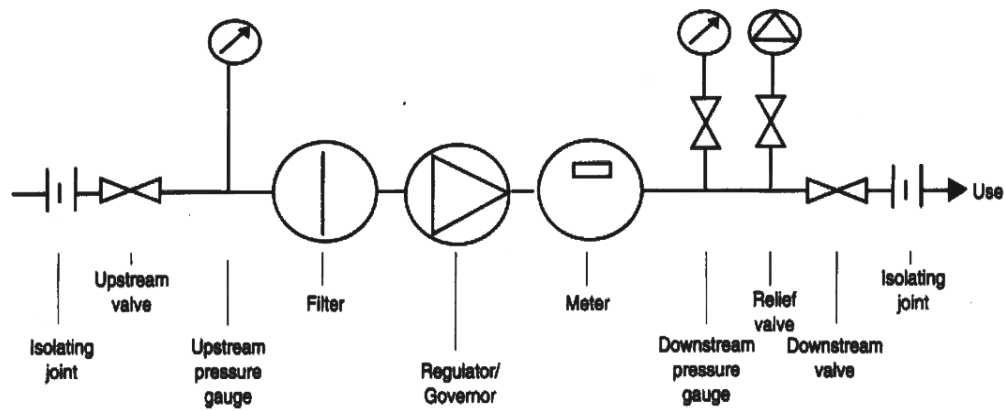 Use
Isolating
joint
Upstream
valve
Upstream
pressure
gauge
Filter
Regulator/
Governor
Meter
Downstream
pressure
gauge
Relief
valve
Downstream
valve
Isolating
joint